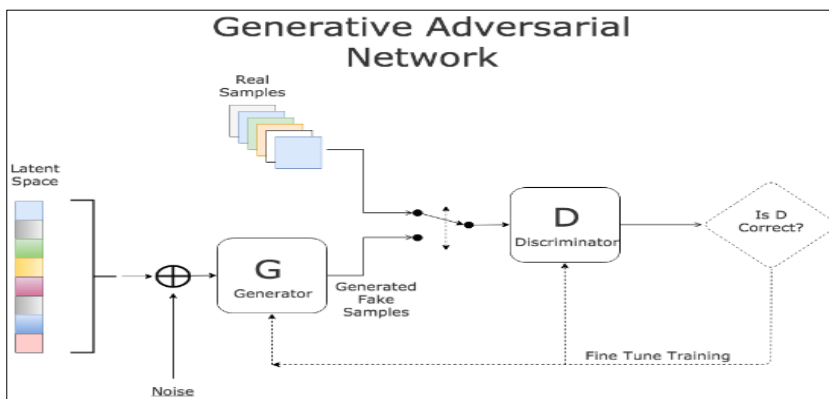 Generative Adversarial
Network
Real
Samples
Latent
Space
G
Generator
Generated
Fake
Samples
D
Discriminator
Is D
Correct?
Fine Tune Training
Noise